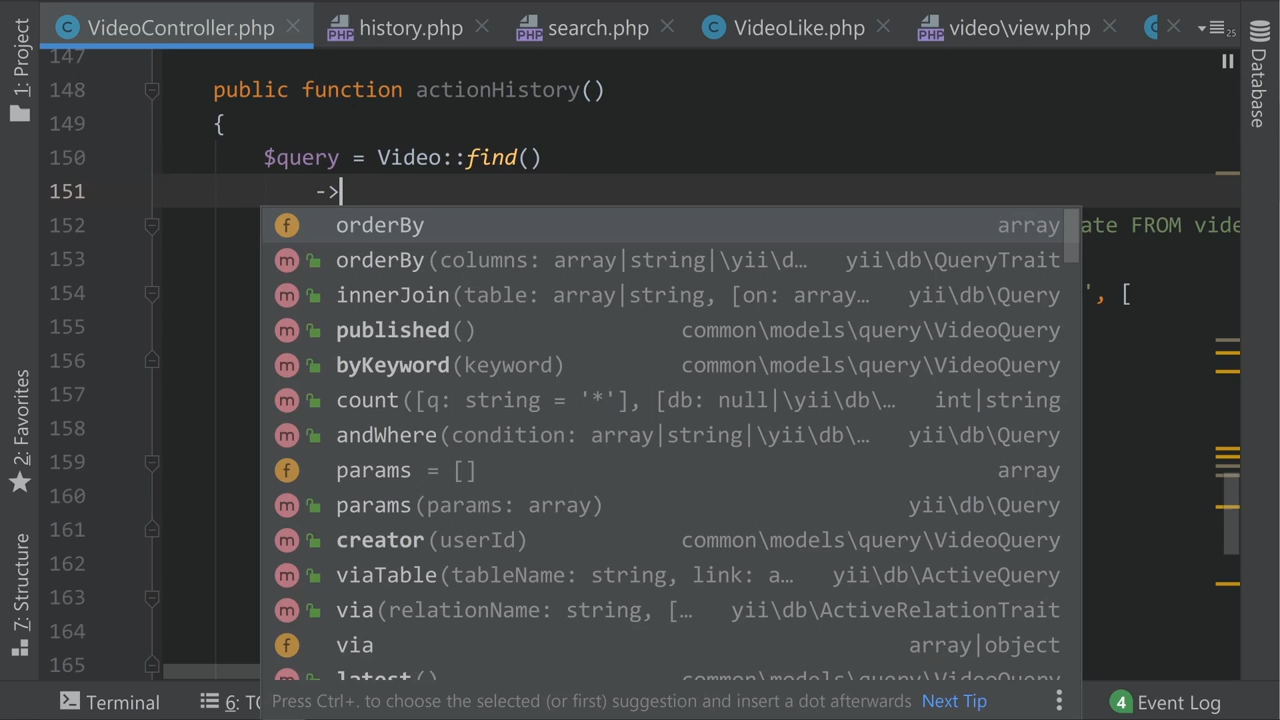 1: Project
VideoController.php
history.php
search.php
VideoLike.php
video\view.php
25
Database
147
148 public function actionHistory()
149 {
150 $query = Video::find()
151 ->
152 ate FROM vide
153
154 ', [
155
156
157
158
159
160
161
162
163
164
165
orderBy array
orderBy(columns: array|string|\yii\d… yii\db\QueryTrait
innerJoin(table: array|string, [on: array… yii\db\Query
published() common\models\query\VideoQuery
byKeyword(keyword) common\models\query\VideoQuery
count([q: string = '*'], [db: null|\yii\db\… int|string
andWhere(condition: array|string|\yii\db\… yii\db\Query
params = [] array
params(params: array) yii\db\Query
creator(userId) common\models\query\VideoQuery
viaTable(tableName: string, link: a… yii\db\ActiveQuery
via(relationName: string, [… yii\db\ActiveRelationTrait
via array|object
latest()
Press Ctrl+. to choose the selected (or first) suggestion and insert a dot afterwards Next Tip
2: Favorites
7: Structure
Terminal
6: TO
4 Event Log